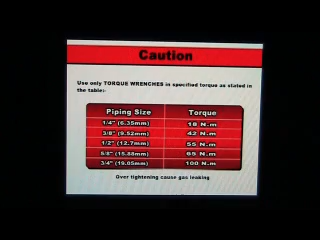 Caution
Use only TORQUE WRENCHES in specified torque as stated in
the table:-
Piping Size Torque
1/4" (6.35mm) 18 N.m
3/8" (9.52mm) 42 N.m
1/2" (12.7mm) 55 N.m
5/8" (15.88mm) 65 N.m
3/4" (19.05mm) 100 N.m
Over tightening cause gas leaking